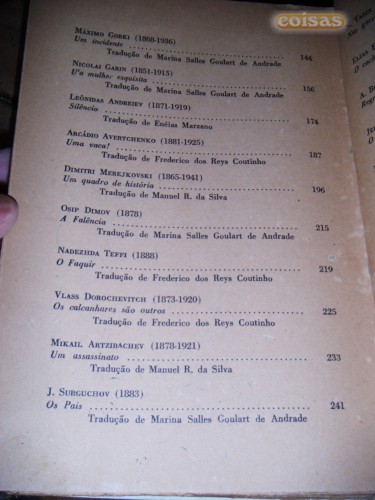 coisas
MÁXIMO GORKI (1868-1936)
Um incidente 144
Tradução de Marina Salles Goulart de Andrade
NICOLAI GARIN (1851-1915)
U'a mulher esquisita 156
Tradução de Marina Salles Goulart de Andrade
LEÔNIDAS ANDREIEV (1871-1919)
Silêncio 174
Tradução de Enéias Marzano
ARCÁDIO AVERTCHENKO (1881-1925)
Uma vaca! 187
Tradução de Frederico dos Reys Coutinho
DIMITRI MEREJKOVSKI (1865-1941)
Um quadro de história 196
Tradução de Manuel R. da Silva
OSIP DIMOV (1878)
A Falência 215
Tradução de Marina Salles Goulart de Andrade
NADEZHDA TEFFI (1888)
O Faquir 219
Tradução de Frederico dos Reys Coutinho
VLASS DOROCHEVITCH (1873-1920)
Os calcanhares são outros 225
Tradução de Frederico dos Reys Coutinho
MIKAIL ARTZIBACHEV (1878-1921)
Um assassinato 233
Tradução de Manuel R. da Silva
J. SURGUCHOV (1883)
Os Pais 241
Tradução de Marina Salles Goulart de Andrade